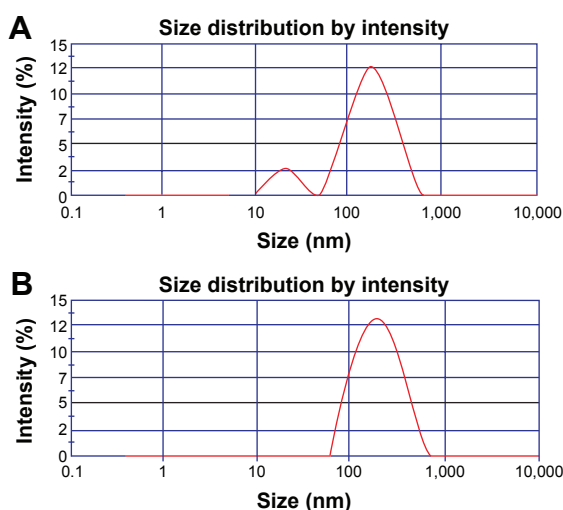 A
Size distribution by intensity
Intensity (%)
15
12
10
7
5
2
0
0.1 1 10 100 1,000 10,000
Size (nm)
B
Size distribution by intensity
Intensity (%)
15
12
10
7
5
2
0
0.1 1 10 100 1,000 10,000
Size (nm)